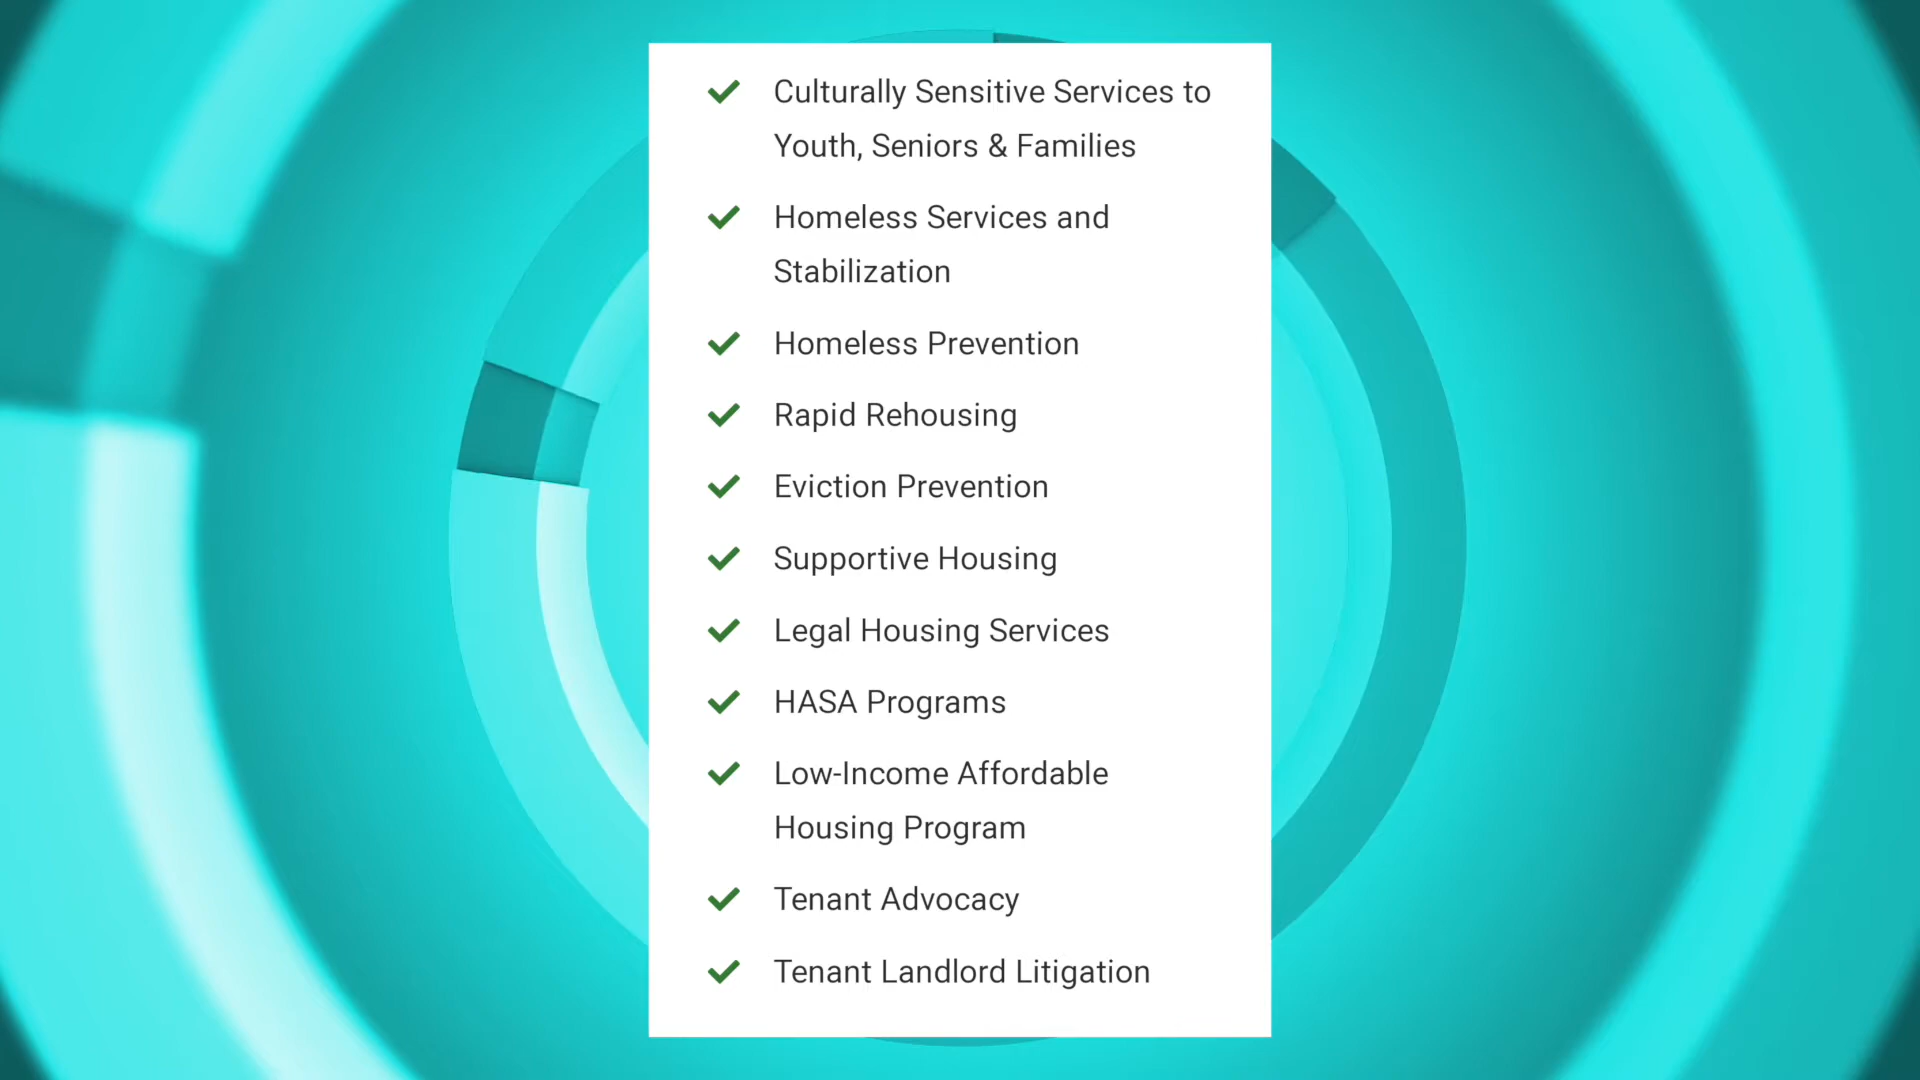 Culturally Sensitive Services to
Youth, Seniors & Families
Homeless Services and
Stabilization
Homeless Prevention
Rapid Rehousing
Eviction Prevention
Supportive Housing
Legal Housing Services
HASA Programs
Low-Income Affordable
Housing Program
Tenant Advocacy
Tenant Landlord Litigation